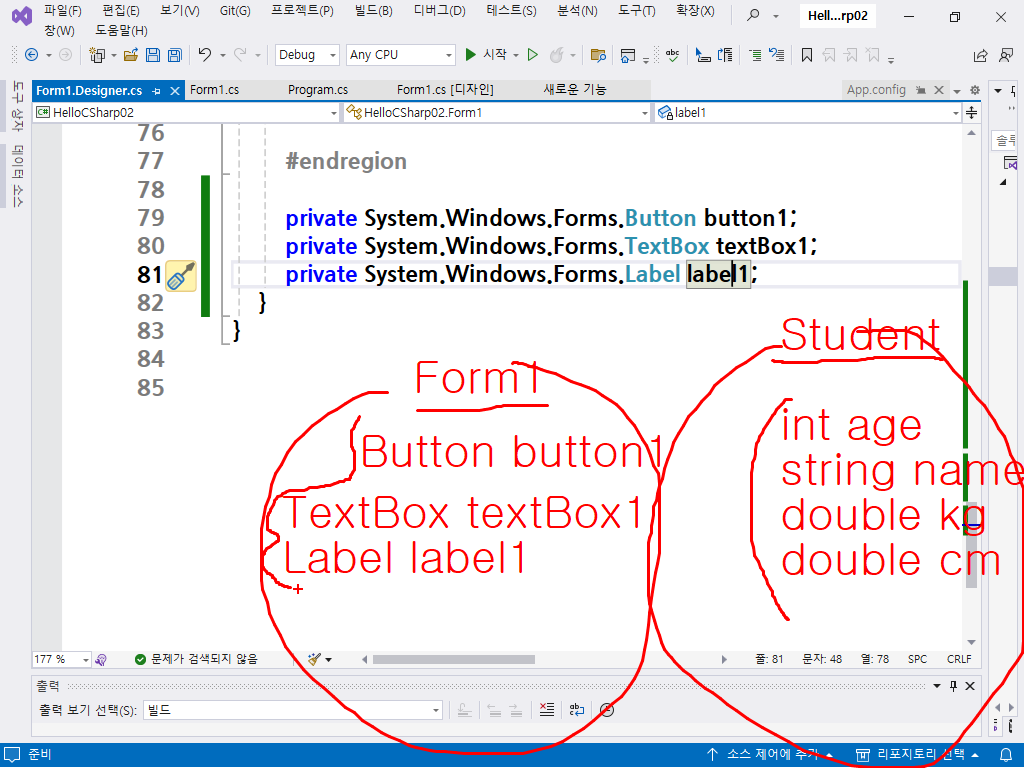 파일(F) 편집(E) 보기(V) Git(G) 프로젝트(P) 빌드(B) 디버그(D) 테스트(S) 분석(N) 도구(T) 확장(X) Hell...rp02
창(W) 도움말(H)
Debug Any CPU 시작
Form1.Designer.cs Form1.cs Program.cs Form1.cs [디자인] 새로운 기능 App.config
HelloCSharp02 HelloCSharp02.Form1 label1
도구 상자
데이터 소스
솔루
76
77 #endregion
78
79 private System.Windows.Forms.Button button1;
80 private System.Windows.Forms.TextBox textBox1;
81 private System.Windows.Forms.Label label1;
82 }
83 }
84
85
Form1
Button button1
TextBox textBox1
Label label1
Student
int age
string name
double kg
double cm
177 % 문제가 검색되지 않음 줄: 81 문자: 48 열: 78 SPC CRLF
출력
출력 보기 선택(S): 빌드
준비 소스 제어에 추가 리포지토리 선택